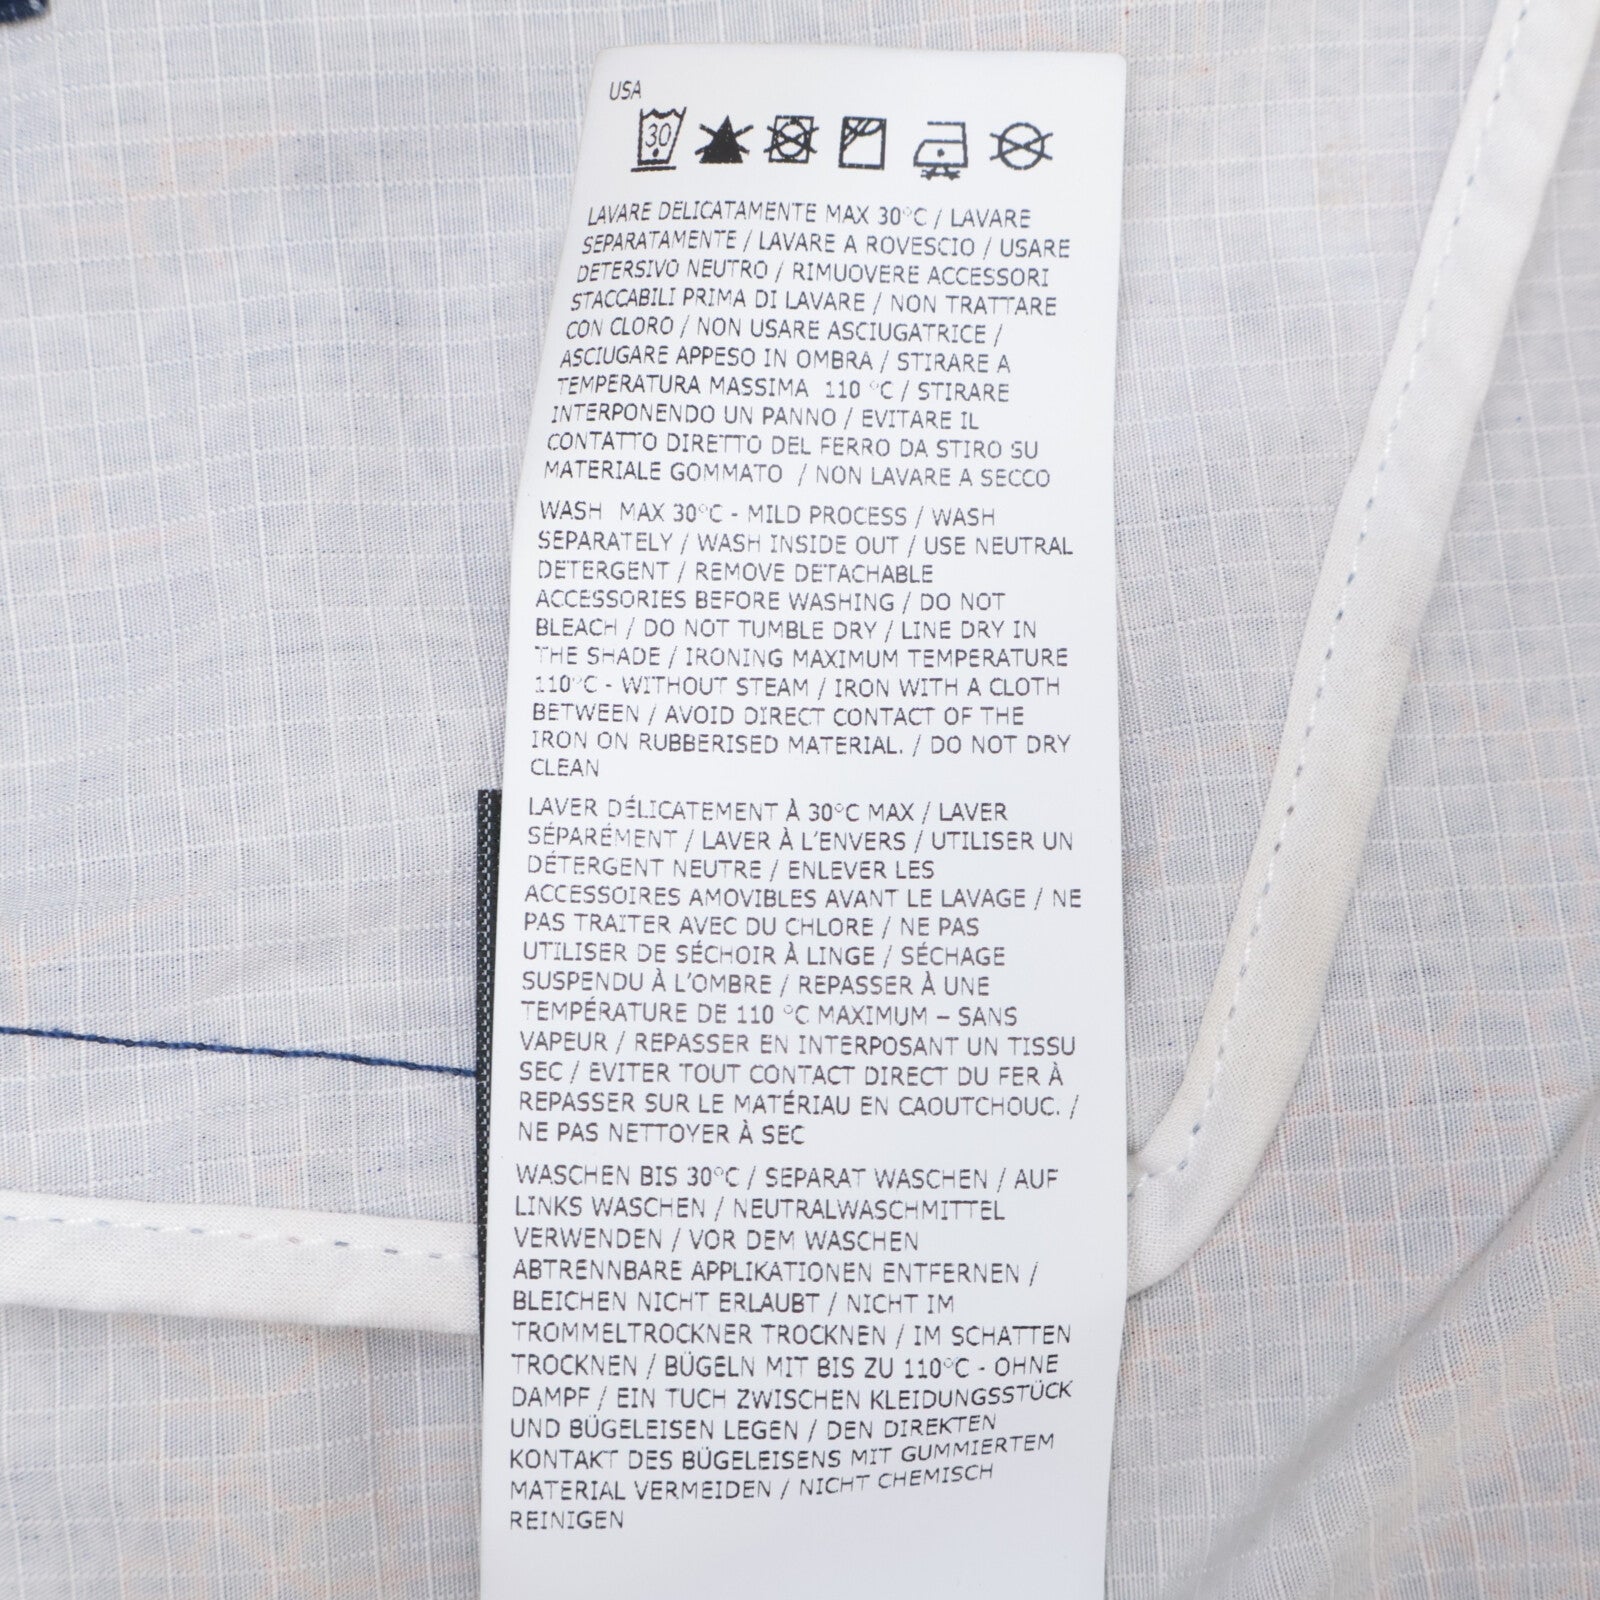 USA
30
LAVARE DELICATAMENTE MAX 30°C / LAVARE
SEPARATAMENTE / LAVARE A ROVESCIO / USARE
DETERSIVO NEUTRO / RIMUOVERE ACCESSORI
STACCABILI PRIMA DI LAVARE / NON TRATTARE
CON CLORO / NON USARE ASCIUGATRICE /
ASCIUGARE APPESO IN OMBRA / STIRARE A
TEMPERATURA MASSIMA 110 °C / STIRARE
INTERPONENDO UN PANNO / EVITARE IL
CONTATTO DIRETTO DEL FERRO DA STIRO SU
MATERIALE GOMMATO / NON LAVARE A SECCO
WASH MAX 30°C - MILD PROCESS / WASH
SEPARATELY / WASH INSIDE OUT / USE NEUTRAL
DETERGENT / REMOVE DETACHABLE
ACCESSORIES BEFORE WASHING / DO NOT
BLEACH / DO NOT TUMBLE DRY / LINE DRY IN
THE SHADE / IRONING MAXIMUM TEMPERATURE
110°C - WITHOUT STEAM / IRON WITH A CLOTH
BETWEEN / AVOID DIRECT CONTACT OF THE
IRON ON RUBBERISED MATERIAL. / DO NOT DRY
CLEAN
LAVER DÉLICATEMENT À 30°C MAX / LAVER
SÉPARÉMENT / LAVER À L'ENVERS / UTILISER UN
DÉTERGENT NEUTRE / ENLEVER LES
ACCESSOIRES AMOVIBLES AVANT LE LAVAGE / NE
PAS TRAITER AVEC DU CHLORE / NE PAS
UTILISER DE SÉCHOIR À LINGE / SÉCHAGE
SUSPENDU À L'OMBRE / REPASSER À UNE
TEMPÉRATURE DE 110 °C MAXIMUM – SANS
VAPEUR / REPASSER EN INTERPOSANT UN TISSU
SEC / EVITER TOUT CONTACT DIRECT DU FER À
REPASSER SUR LE MATÉRIAU EN CAOUTCHOUC. /
NE PAS NETTOYER À SEC
WASCHEN BIS 30°C / SEPARAT WASCHEN / AUF
LINKS WASCHEN / NEUTRALWASCHMITTEL
VERWENDEN / VOR DEM WASCHEN
ABTRENNBARE APPLIKATIONEN ENTFERNEN /
BLEICHEN NICHT ERLAUBT / NICHT IM
TROMMELTROCKNER TROCKNEN / IM SCHATTEN
TROCKNEN / BÜGELN MIT BIS ZU 110°C - OHNE
DAMPF / EIN TUCH ZWISCHEN KLEIDUNGSSTÜCK
UND BÜGELEISEN LEGEN / DEN DIREKTEN
KONTAKT DES BÜGELEISENS MIT GUMMIERTEM
MATERIAL VERMEIDEN / NICHT CHEMISCH
REINIGEN